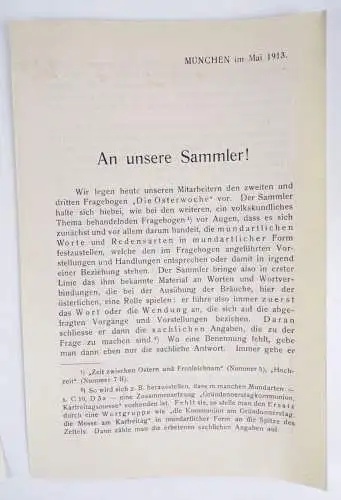 MÜNCHEN im Mai 1913.
An unsere Sammler!
Wir legen heute unseren Mitarbeitern den zweiten und
dritten Fragebogen „Die Osterwoche“ vor. Der Sammler
halte sich hiebei, wie bei den weiteren, ein volkskundliches
Thema behandelnden Fragebogen ¹) vor Augen, dass es sich
zunächst und vor allem darum handelt, die mundartlichen
Worte und Redensarten in mundartlicher Form
festzustellen, welche den im Fragebogen angeführten Vor-
stellungen und Handlungen entsprechen oder damit in irgend
einer Beziehung stehen. Der Sammler bringe also in erster
Linie das ihm bekannte Material an Worten und Wortver-
bindungen, die bei der Ausübung der Bräuche, hier der
österlichen, eine Rolle spielen: er führe also immer zuerst
das Wort oder die Wendung an, die sich auf die abge-
fragten Vorgänge und Vorstellungen beziehen. Daran
schliesse er dann die sachlichen Angaben, die zu der
Frage zu machen sind.²) Wo eine Benennung fehlt, gebe
man dann eben nur die sachliche Antwort. Immer gehe er
¹) „Zeit zwischen Ostern und Fronleichnam“ (Nummer 5), „Hoch-
zeit“. (Nummer 7 ff.).
²) So wird sich z. B. herausstellen, dass in manchen Mundarten —
s. C 10, D 5a — eine Zusammensetzung „Gründonnerstagkommunion,
Karfreitagsmesse“ vorhanden ist. Fehlt sie, so stelle man den Ersatz
durch eine Wortgruppe wie „die Kommunion am Gründonnerstag,
die Messe am Karfreitag“ in mundartlicher Form an die Spitze des
Zettels. Dann zähle man die erbetenen sachlichen Angaben auf.